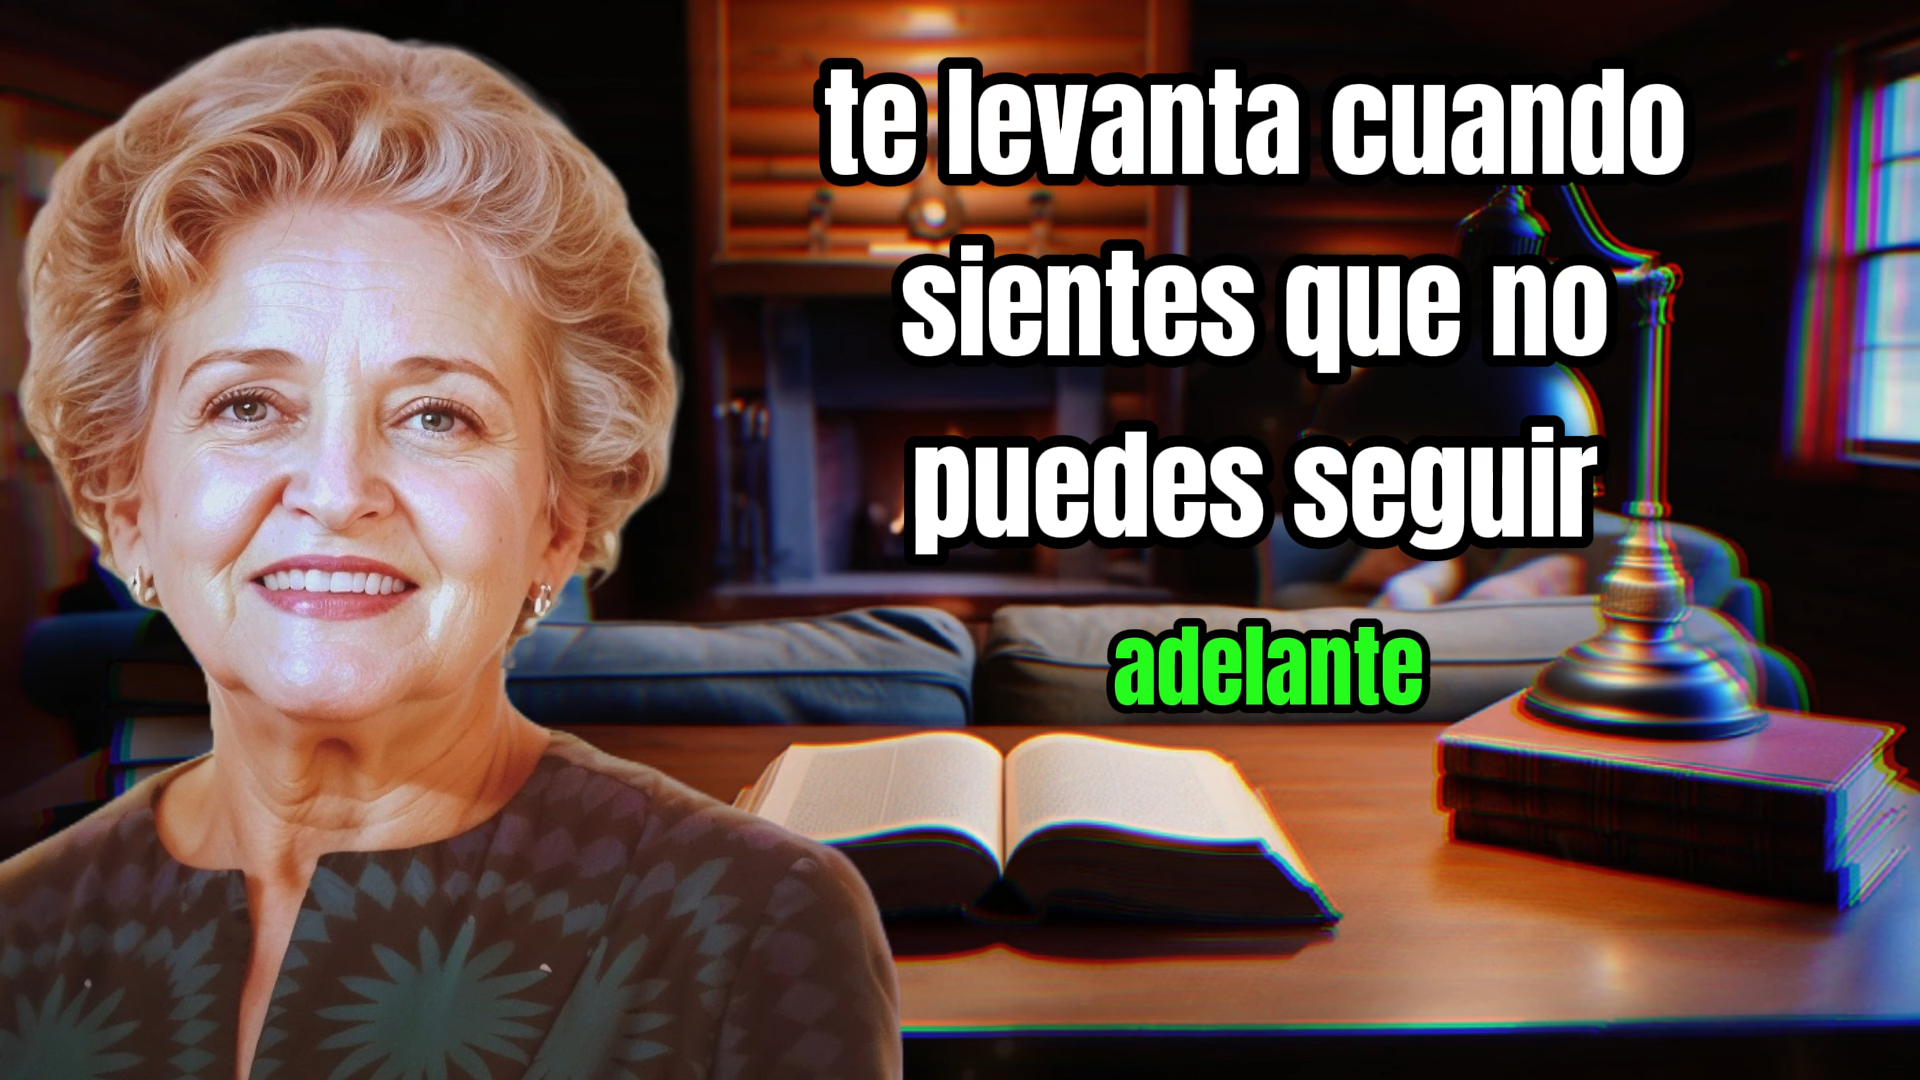 te levanta cuando
sientes que no
puedes seguir
adelante